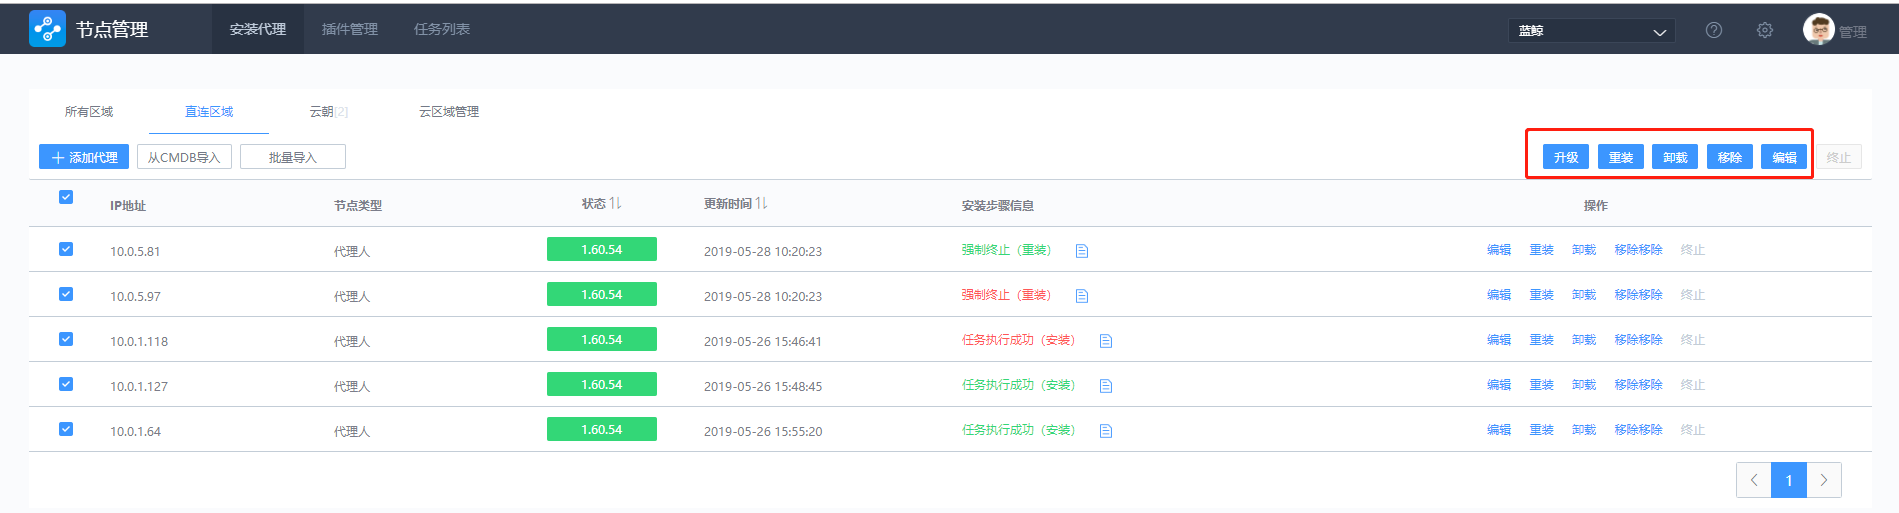 节点管理 安装代理 插件管理 任务列表 蓝鲸 管理
所有区域 直连区域 云朝[2] 云区域管理
添加代理 从CMDB导入 批量导入 升级 重装 卸载 移除 编辑 终止
IP地址 节点类型 状态 更新时间 安装步骤信息 操作
10.0.5.81 代理人 1.60.54 2019-05-28 10:20:23 强制终止（重装） 编辑 重装 卸载 移除移除 终止
10.0.5.97 代理人 1.60.54 2019-05-28 10:20:23 强制终止（重装） 编辑 重装 卸载 移除移除 终止
10.0.1.118 代理人 1.60.54 2019-05-26 15:46:41 任务执行成功（安装） 编辑 重装 卸载 移除移除 终止
10.0.1.127 代理人 1.60.54 2019-05-26 15:48:45 任务执行成功（安装） 编辑 重装 卸载 移除移除 终止
10.0.1.64 代理人 1.60.54 2019-05-26 15:55:20 任务执行成功（安装） 编辑 重装 卸载 移除移除 终止
1